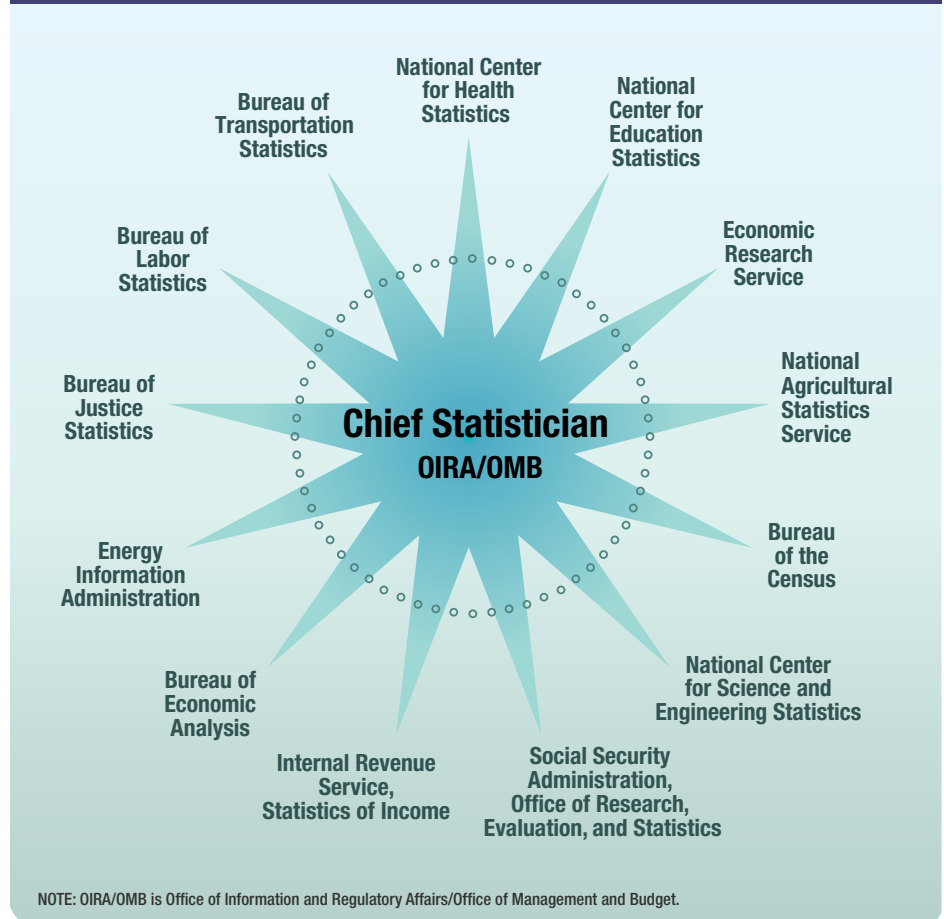 National Center
for Health
Statistics
National
Center for
Education
Statistics
Economic
Research
Service
National
Agricultural
Statistics
Service
Bureau
of the
Census
National Center
for Science and
Engineering Statistics
Social Security
Administration,
Office of Research,
Evaluation, and Statistics
Internal Revenue
Service,
Statistics of Income
Bureau of
Economic
Analysis
Energy
Information
Administration
Bureau of
Justice
Statistics
Bureau of
Labor
Statistics
Bureau of
Transportation
Statistics
Chief Statistician
OIRA/OMB
NOTE: OIRA/OMB is Office of Information and Regulatory Affairs/Office of Management and Budget.